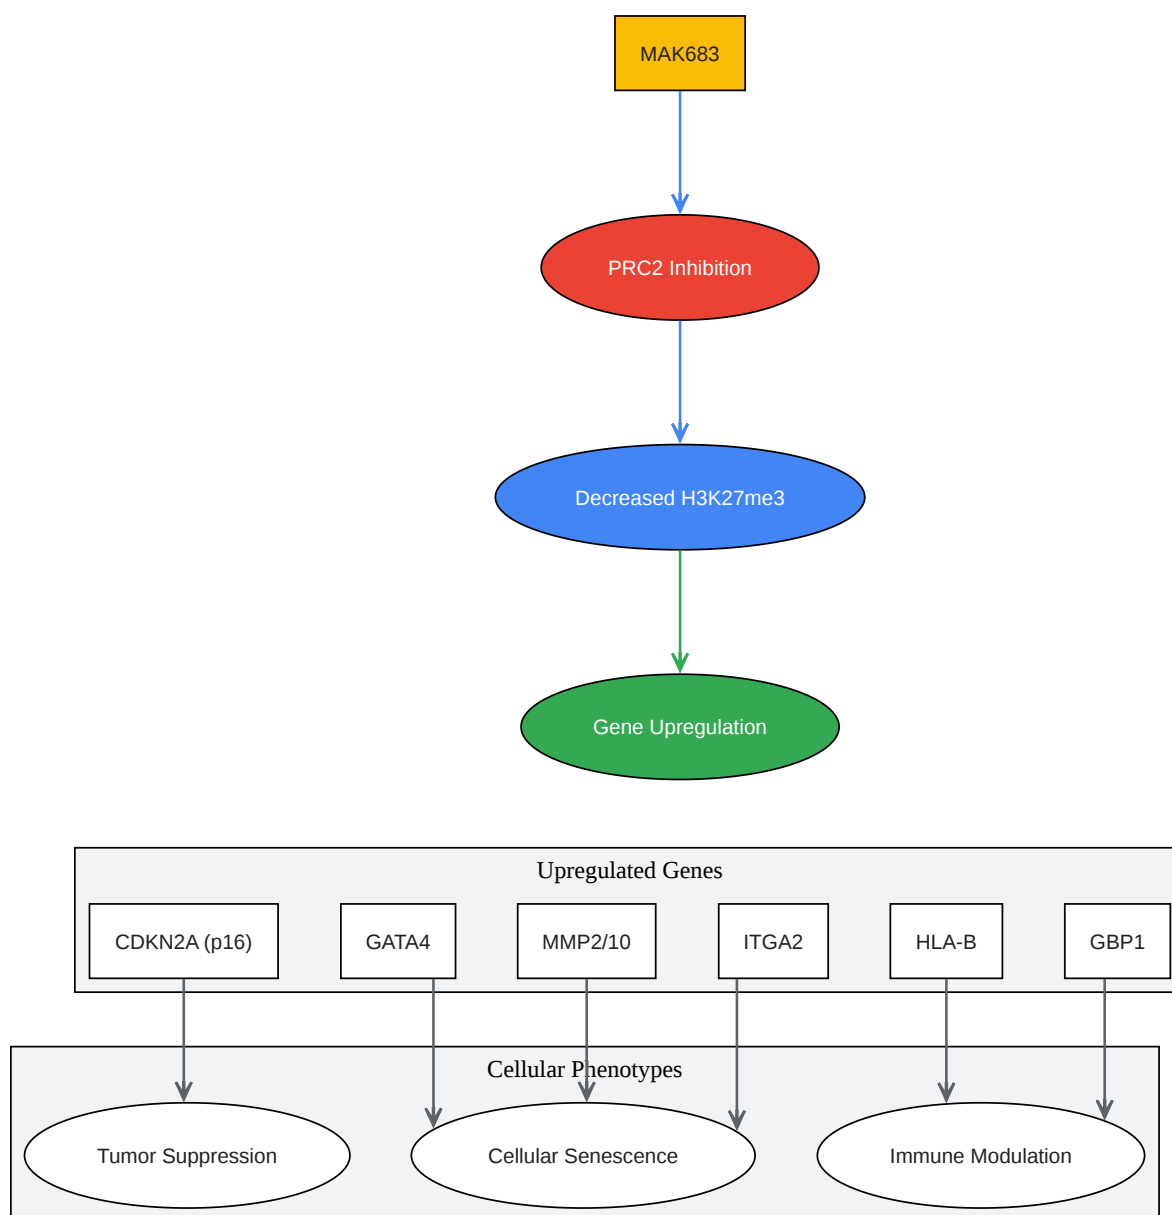 MAK683
PRC2 Inhibition
Decreased H3K27me3
Gene Upregulation
Upregulated Genes
CDKN2A (p16)
GATA4
MMP2/10
ITGA2
HLA-B
GBP1
Cellular Phenotypes
Tumor Suppression
Cellular Senescence
Immune Modulation